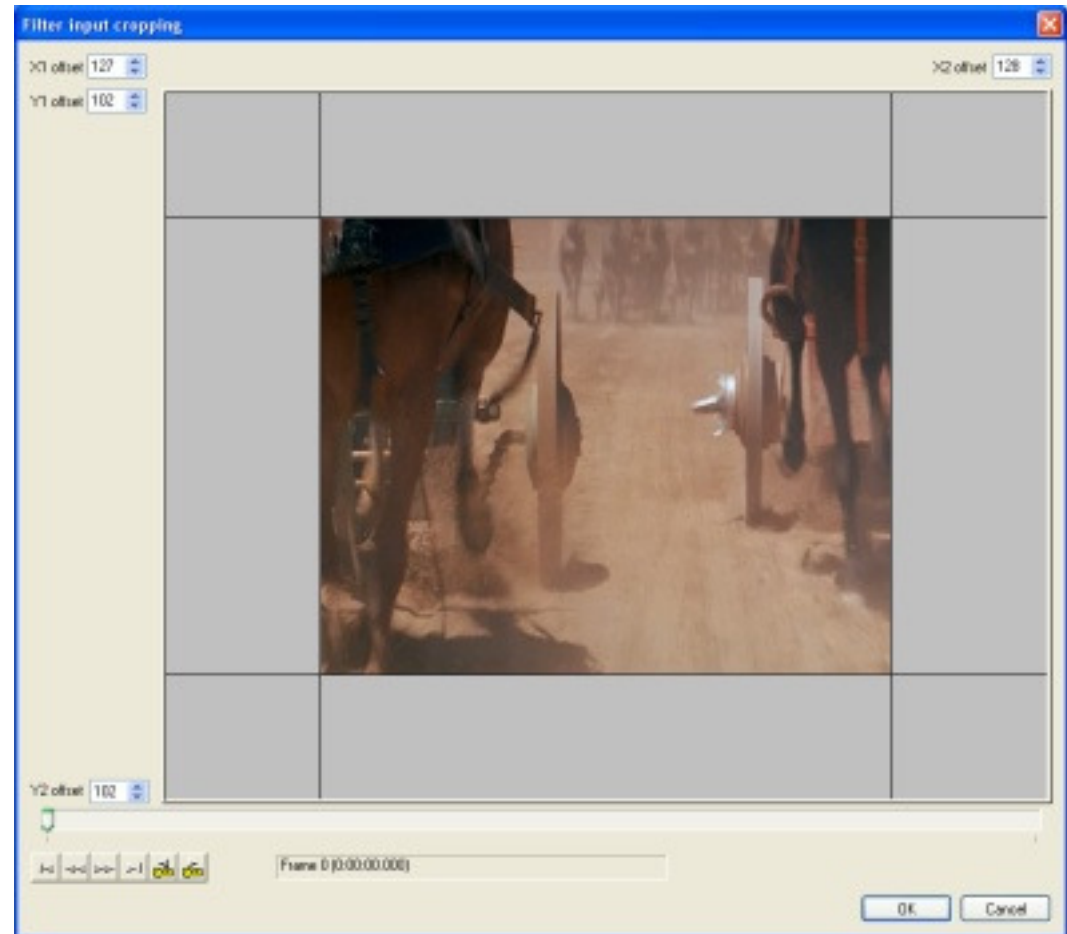 Filter input cropping
X1 offset 127
X2 offset 128
Y1 offset 102
Y2 offset 102
Frame 0 (0:00:00.000)
OK
Cancel